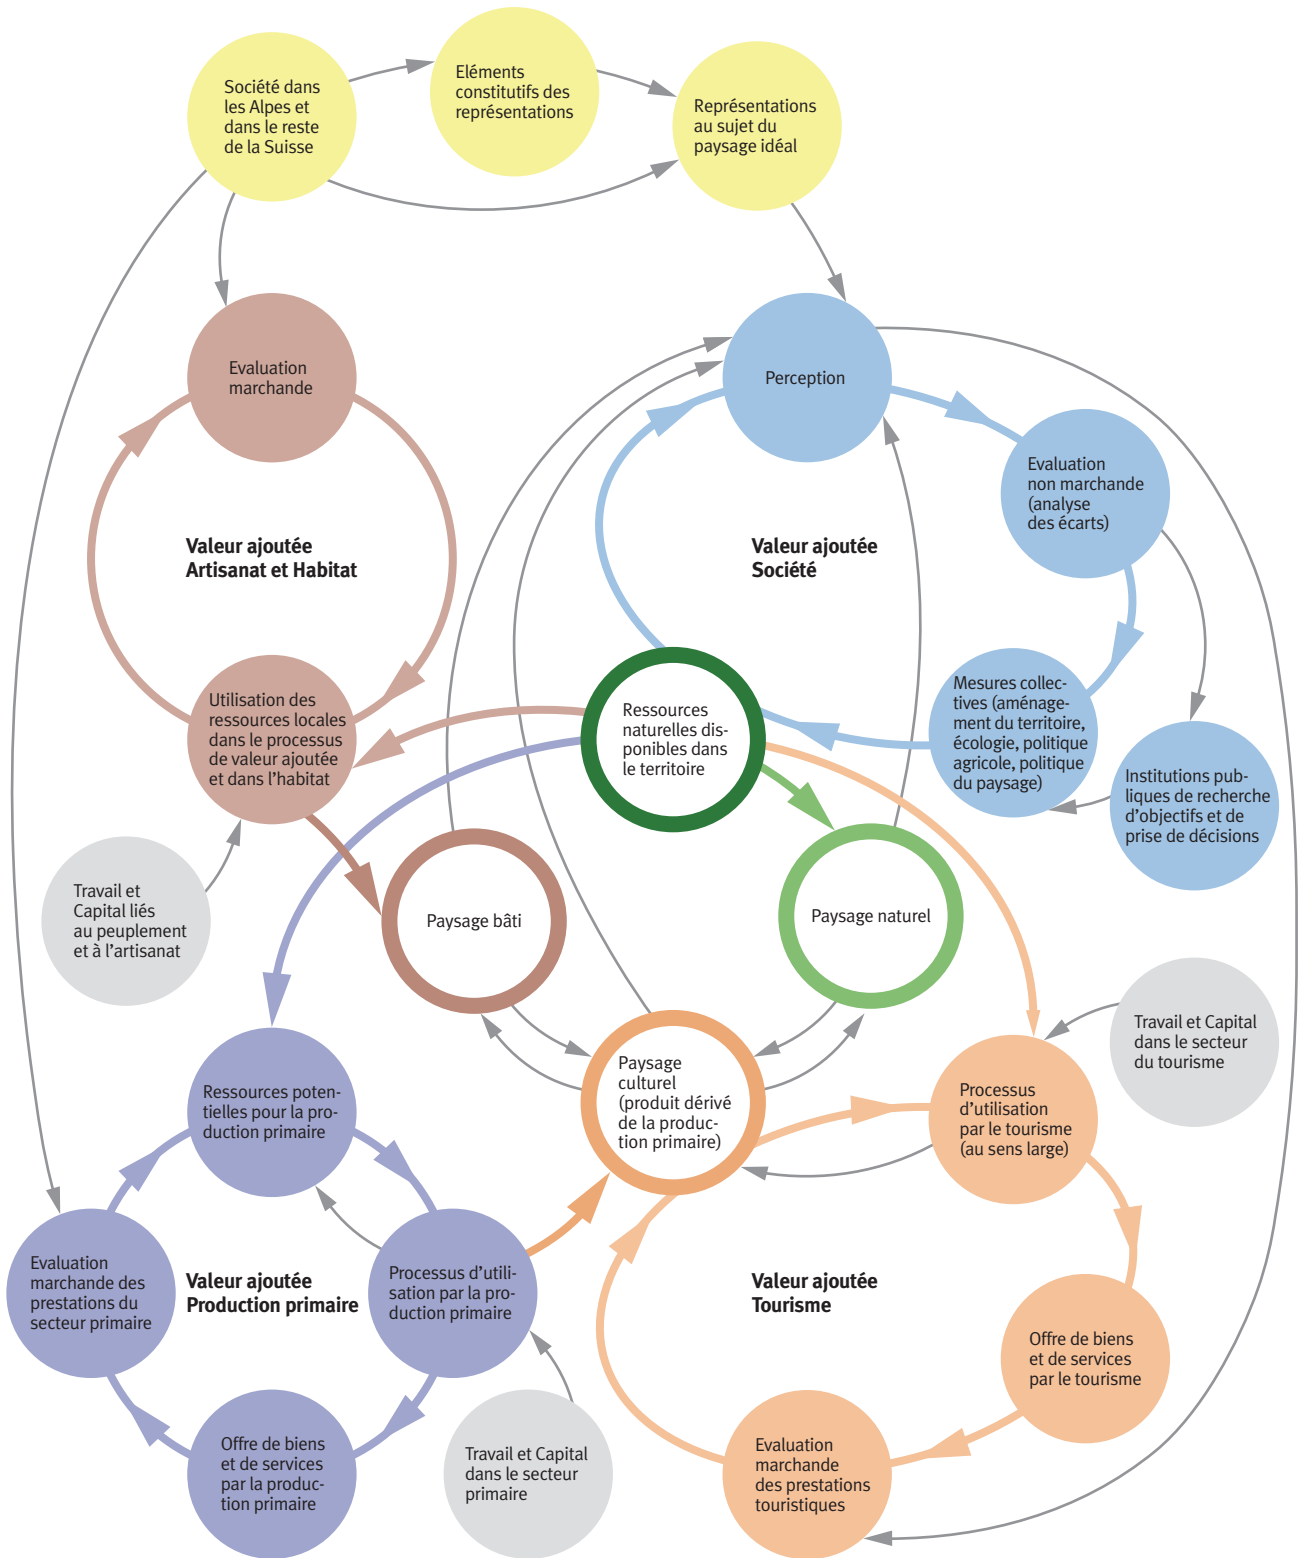 Société dans
les Alpes et
dans le reste
de la Suisse
Eléments
constitutifs des
représentations
Représentations
au sujet du
paysage idéal
Evaluation
marchande
Perception
Evaluation
non marchande
(analyse
des écarts)
Valeur ajoutée
Artisanat et Habitat
Valeur ajoutée
Société
Utilisation des
ressources locales
dans le processus
de valeur ajoutée
et dans l’habitat
Ressources
naturelles dis-
ponibles dans
le territoire
Mesures collec-
tives (aménage-
ment du territoire,
écologie, politique
agricole, politique
du paysage)
Institutions pub-
liques de recherche
d’objectifs et de
prise de décisions
Travail et
Capital liés
au peuplement
et à l’artisanat
Paysage bâti
Paysage naturel
Travail et Capital
dans le secteur
du tourisme
Ressources poten-
tielles pour la pro-
duction primaire
Paysage
culturel
(produit dérivé
de la produc-
tion primaire)
Processus
d’utilisation
par le tourisme
(au sens large)
Evaluation
marchande des
prestations du
secteur primaire
Valeur ajoutée
Production primaire
Processus d’utili-
sation par la pro-
duction primaire
Valeur ajoutée
Tourisme
Offre de biens
et de services
par le tourisme
Offre de biens
et de services
par la produc-
tion primaire
Travail et Capital
dans le secteur
primaire
Evaluation
marchande
des prestations
touristiques